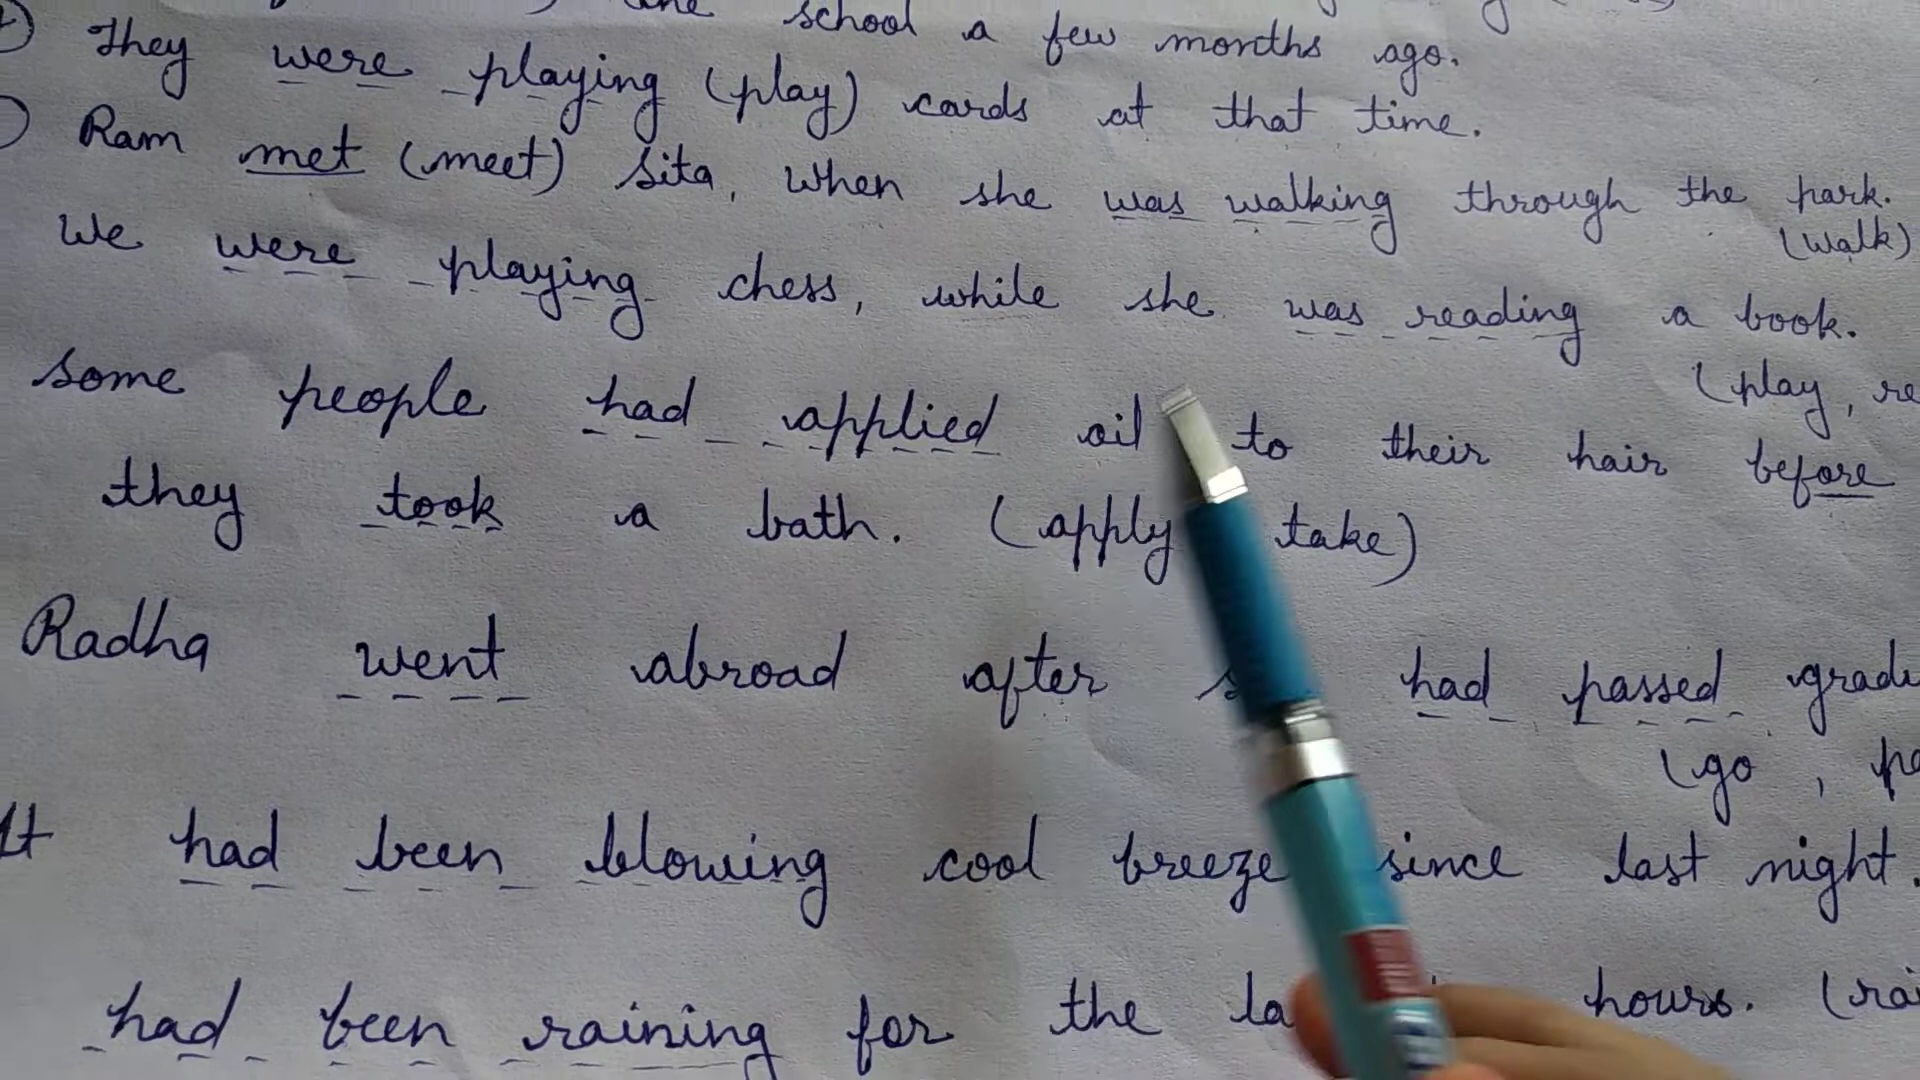 school a few months ago.
They were playing (play) cards at that time.
Ram met (meet) Sita, when she was walking through the park.
(walk)
We were playing chess, while she was reading a book.
(play,
Some people had applied oil to their hair before
they took a bath. (apply take)
Radha went abroad after had passed
(go,
It had been blowing cool breeze since last night.
had been raining for the hours.